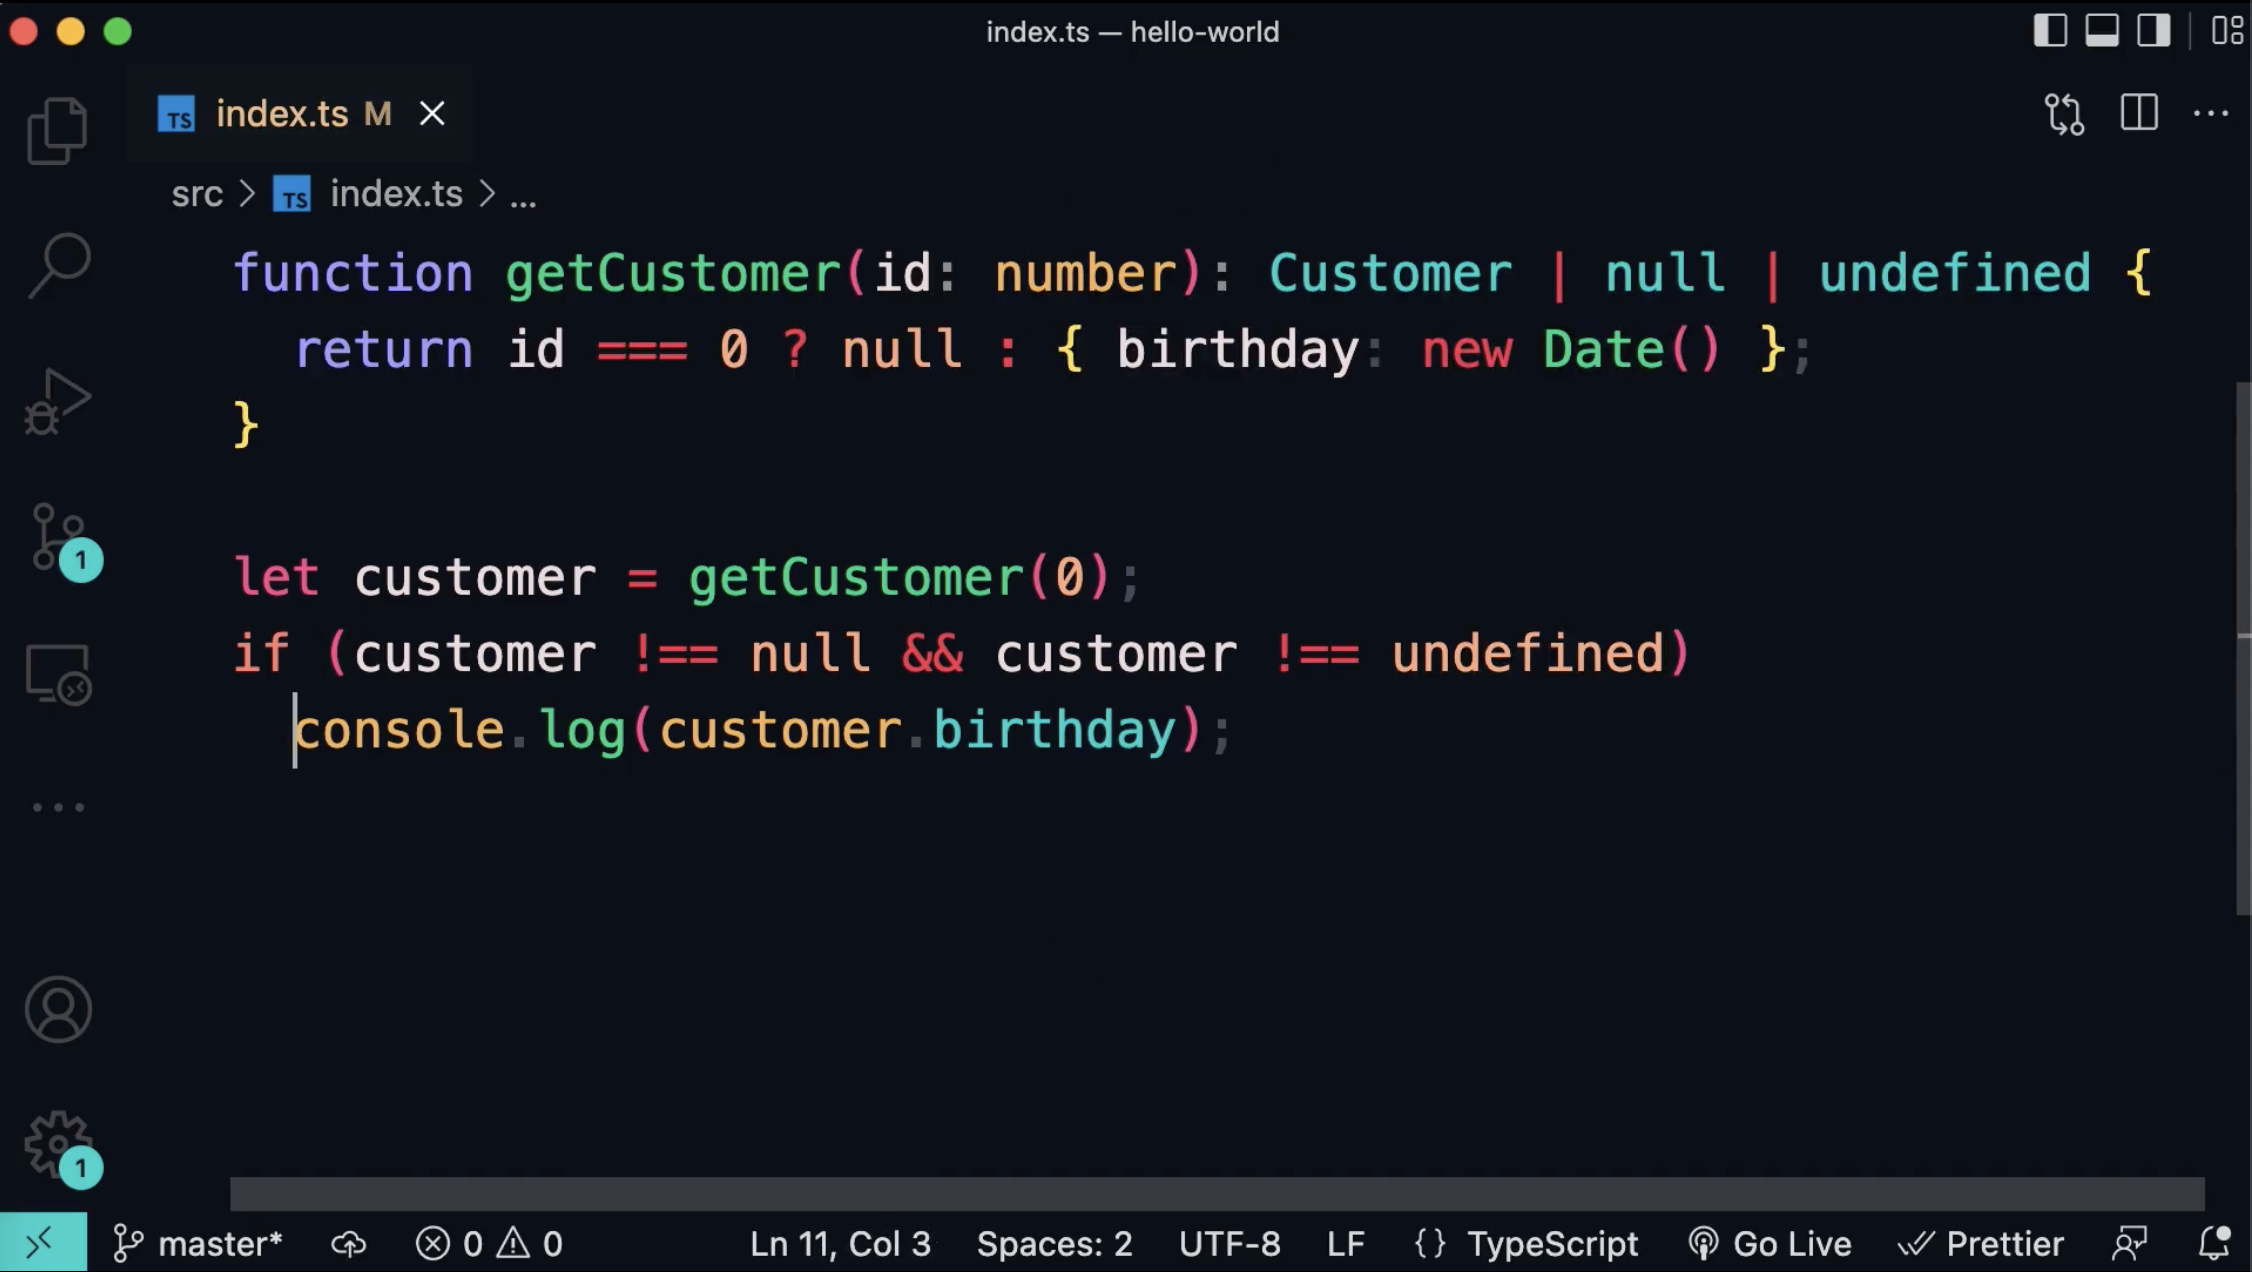 index.ts — hello-world
TS index.ts M
src > TS index.ts > ...
function getCustomer(id: number): Customer | null | undefined {
  return id === 0 ? null : { birthday: new Date() };
}
let customer = getCustomer(0);
if (customer !== null && customer !== undefined)
  console.log(customer.birthday);
1
1
master* 0 0 Ln 11, Col 3 Spaces: 2 UTF-8 LF {} TypeScript Go Live Prettier